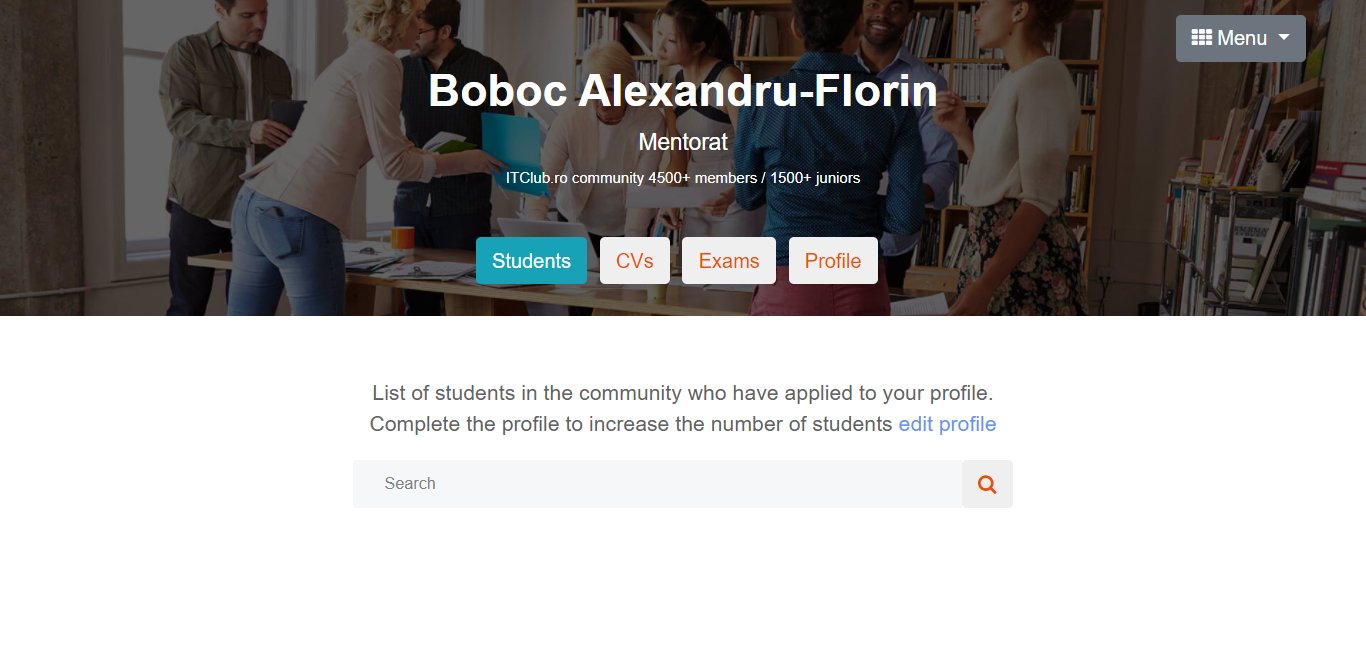 Menu
Boboc Alexandru-Florin
Mentorat
ITClub.ro community 4500+ members / 1500+ juniors
Students
CVs
Exams
Profile
List of students in the community who have applied to your profile.
Complete the profile to increase the number of students edit profile
Search